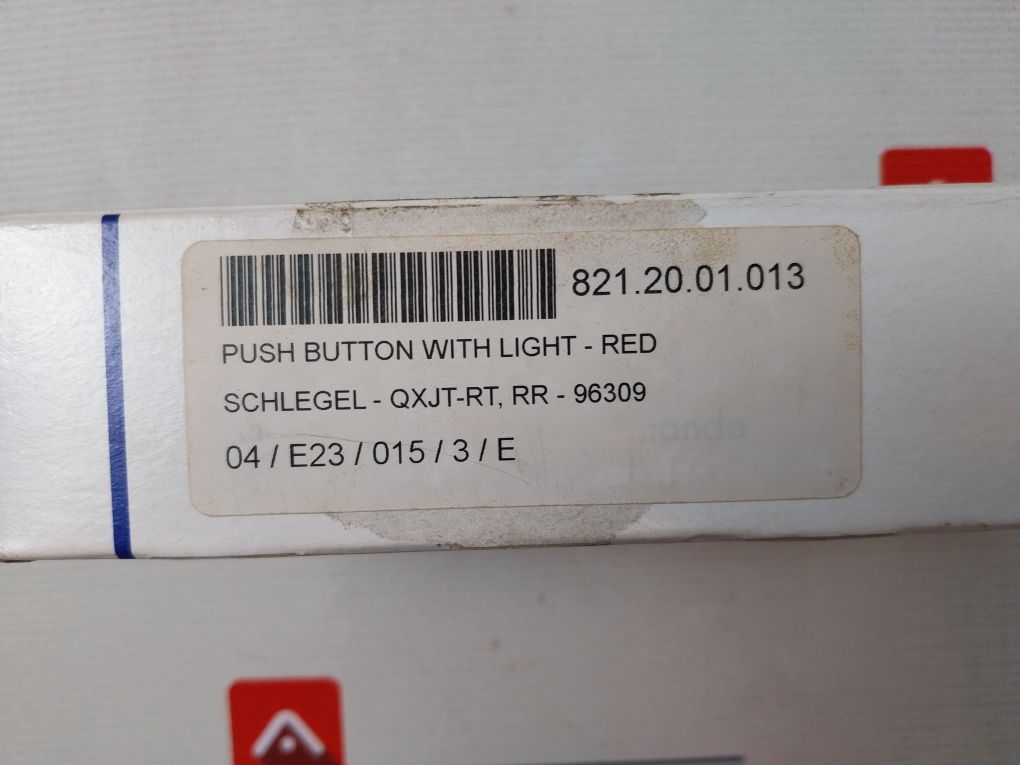 821.20.01.013
PUSH BUTTON WITH LIGHT - RED
SCHLEGEL - QXJT-RT, RR - 96309
04 / E23 / 015 / 3 / E